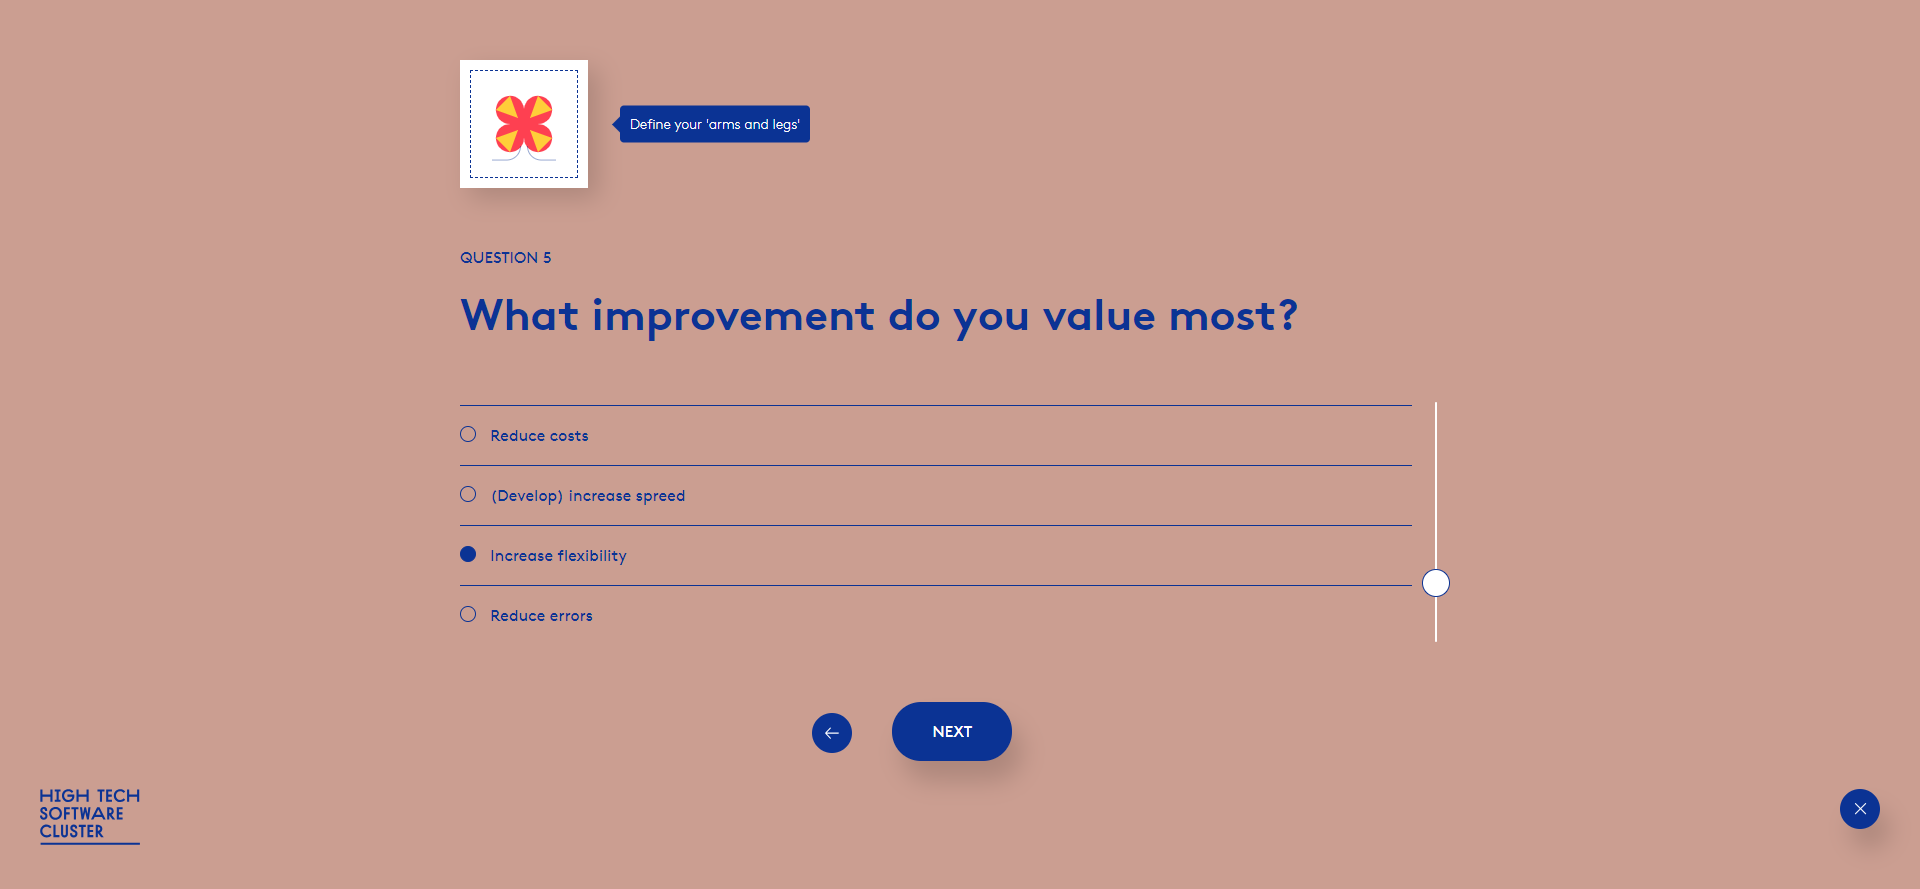 Define your 'arms and legs'
QUESTION 5
What improvement do you value most?
Reduce costs
(Develop) increase spreed
Increase flexibility
Reduce errors
NEXT
HIGH TECH
SOFTWARE
CLUSTER